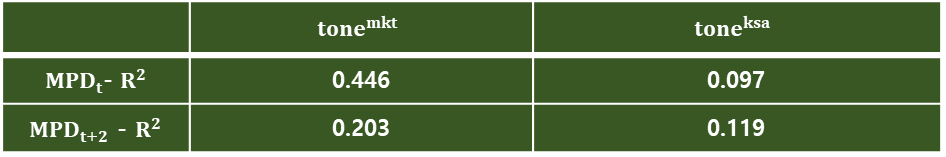 tone^mkt tone^ksa
MPD_t- R^2 0.446 0.097
MPD_t+2 - R^2 0.203 0.119